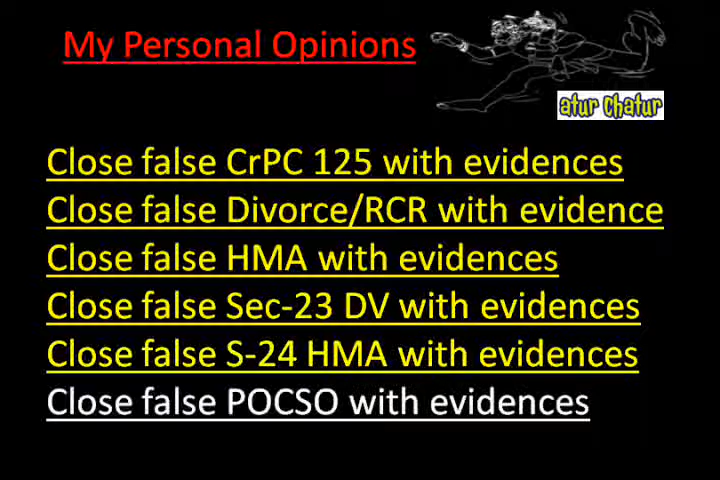 My Personal Opinions
atur Chatur
Close false CrPC 125 with evidences
Close false Divorce/RCR with evidence
Close false HMA with evidences
Close false Sec-23 DV with evidences
Close false S-24 HMA with evidences
Close false POCSO with evidences